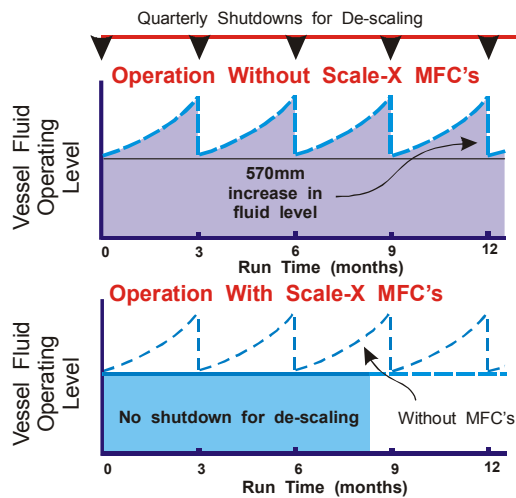 Quarterly Shutdowns for De-scaling
Operation Without Scale-X MFC's
Vessel Fluid
Operating
Level
570mm
increase in
fluid level
0 3 6 9 12
Run Time (months)
Operation With Scale-X MFC's
Vessel Fluid
Operating
Level
No shutdown for de-scaling
Without MFC's
0 3 6 9 12
Run Time (months)